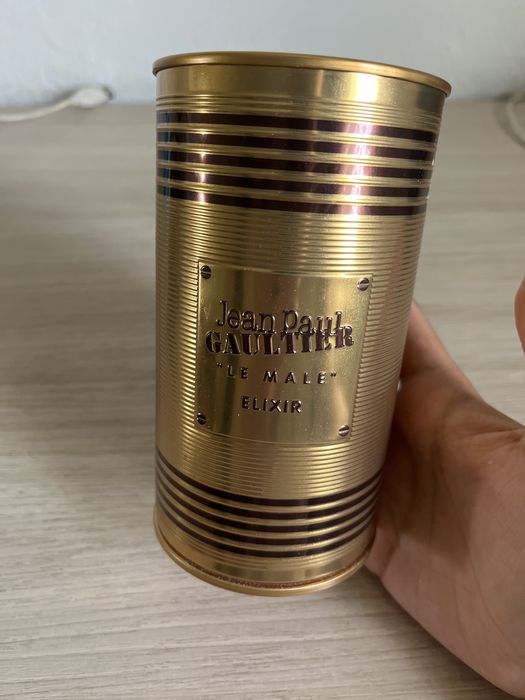 Jean Paul
GAULTIER
"LE MALE"
ELIXIR